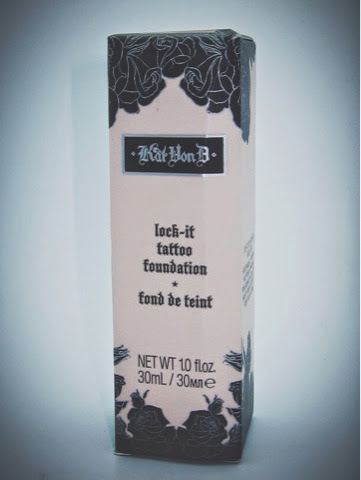 ·Kat Von D·
lock-it
tattoo
foundation
*
fond de teint
NET WT 1.0 fl.oz.
30mL / 30мл℮